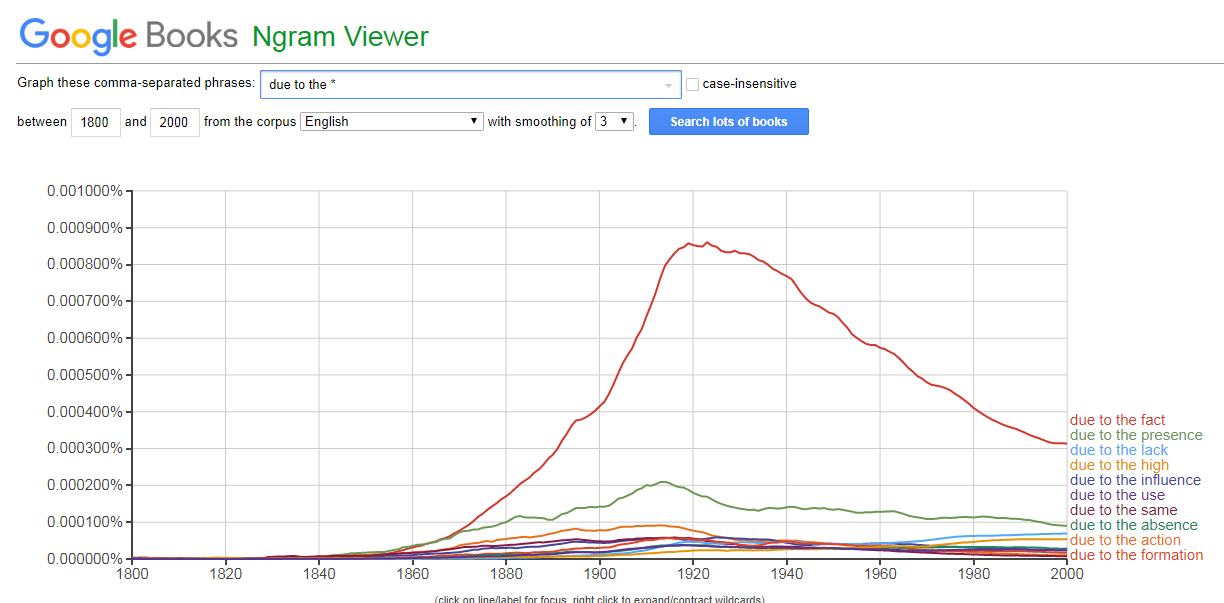 Google Books Ngram Viewer
Graph these comma-separated phrases: due to the * case-insensitive
between 1800 and 2000 from the corpus English with smoothing of 3 . Search lots of books
0.001000%
0.000900%
0.000800%
0.000700%
0.000600%
0.000500%
0.000400%
0.000300%
0.000200%
0.000100%
0.000000%
due to the fact
due to the presence
due to the lack
due to the high
due to the influence
due to the use
due to the same
due to the absence
due to the action
due to the formation
1800 1820 1840 1860 1880 1900 1920 1940 1960 1980 2000
(click on line/label for focus, right click to expand/contract wildcards)